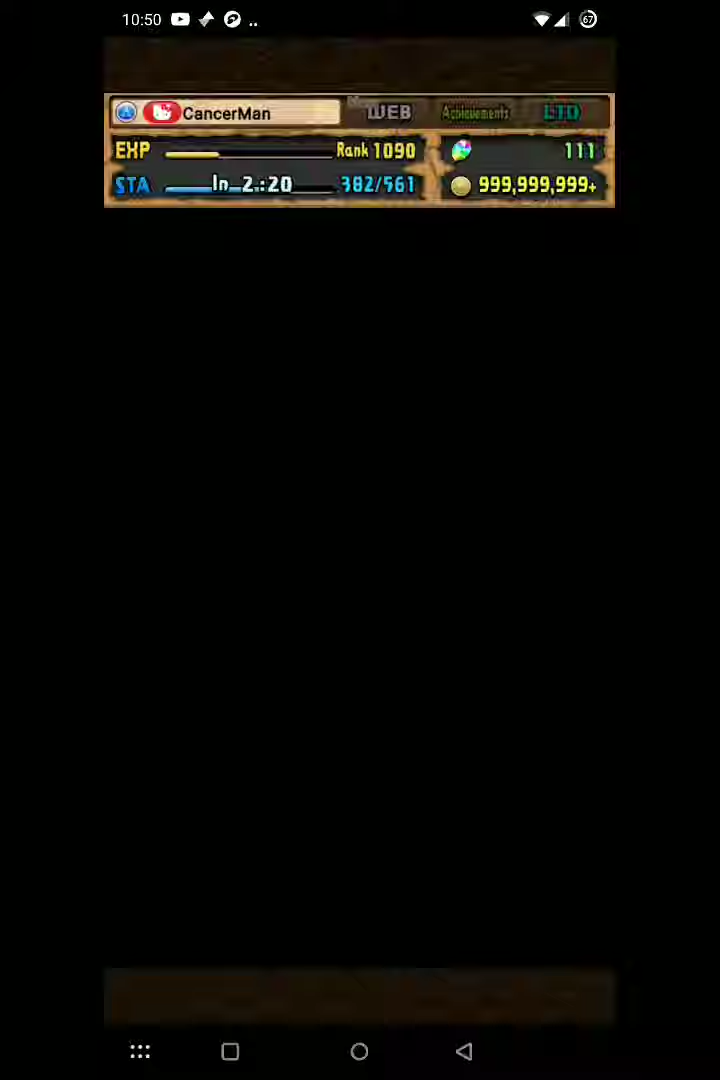 10:50 67
CancerMan WEB Achievements LTD
EXP Rank 1090 111
STA In 2:20 382/561 999,999,999+